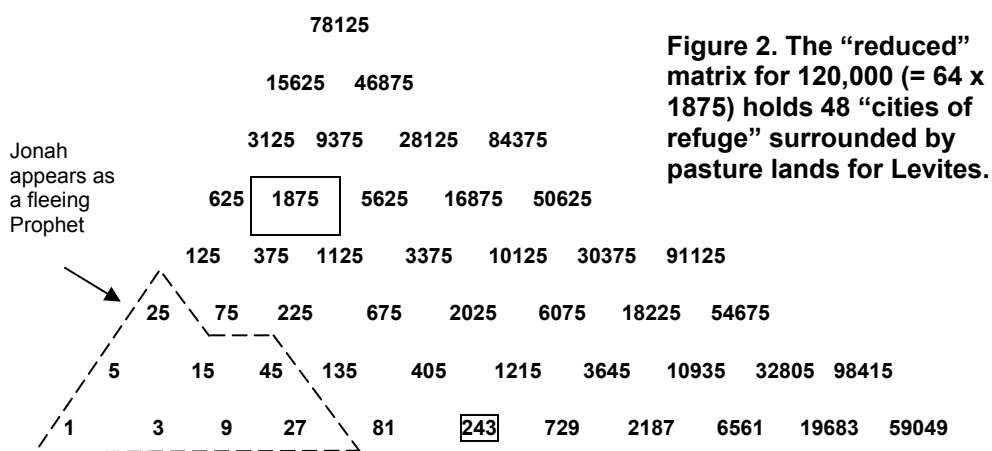 78125
Figure 2. The “reduced”
matrix for 120,000 (= 64 x
1875) holds 48 “cities of
refuge” surrounded by
pasture lands for Levites.
15625 46875
3125 9375 28125 84375
Jonah
appears as
a fleeing
Prophet
625 1875 5625 16875 50625
125 375 1125 3375 10125 30375 91125
25 75 225 675 2025 6075 18225 54675
5 15 45 135 405 1215 3645 10935 32805 98415
1 3 9 27 81 243 729 2187 6561 19683 59049